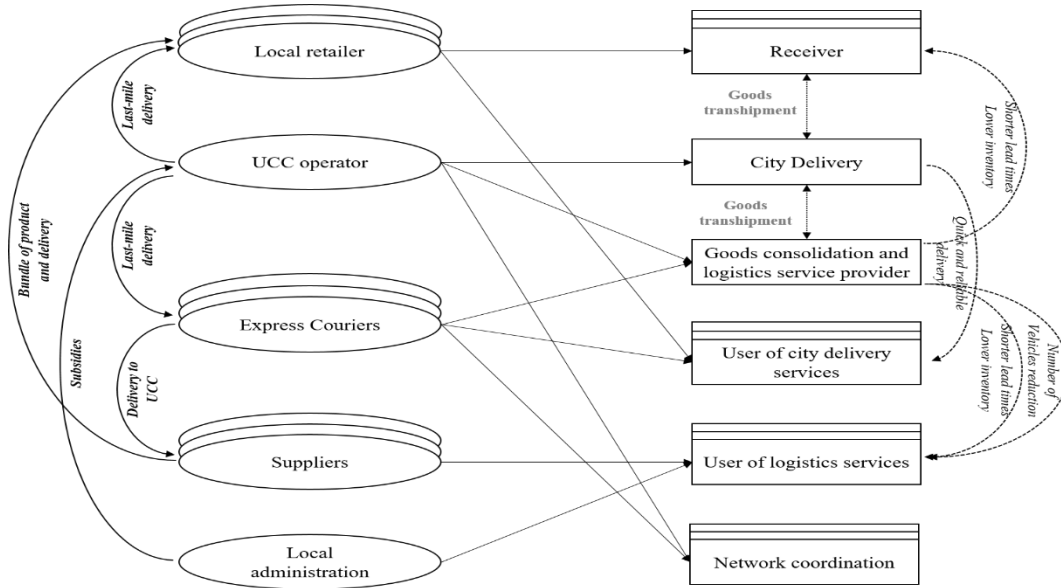 Local retailer
Receiver
Last-mile
delivery
Goods
transhipment
Shorter lead times
Lower inventory
UCC operator
City Delivery
Bundle of product
and delivery
Last-mile
delivery
Goods
transhipment
Quick and reliable
delivery
Goods consolidation and
logistics service provider
Express Couriers
User of city delivery
services
Subsidies
Delivery to
UCC
Shorter lead times
Lower inventory
Number of
Vehicles reduction
Suppliers
User of logistics services
Local
administration
Network coordination